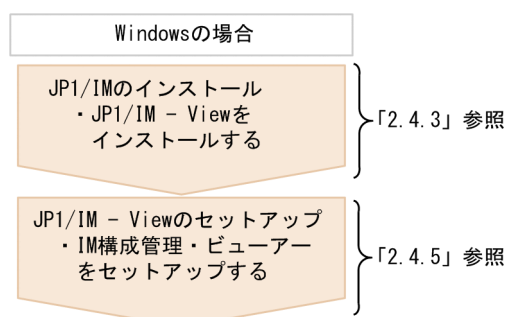 Windowsの場合
JP1/IMのインストール
・JP1/IM - Viewを
インストールする
「2.4.3」参照
JP1/IM - Viewのセットアップ
・IM構成管理・ビューアー
をセットアップする
「2.4.5」参照